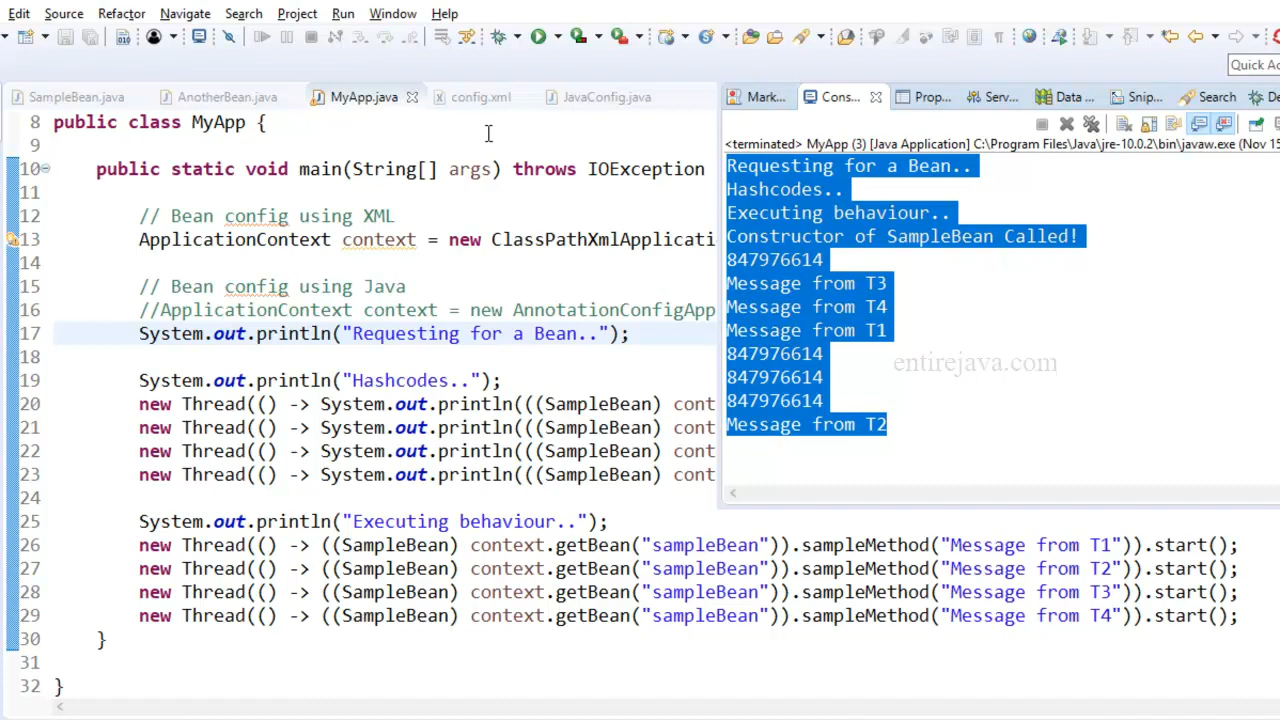 Edit Source Refactor Navigate Search Project Run Window Help
Quick Ac
SampleBean.java AnotherBean.java MyApp.java config.xml JavaConfig.java
8 public class MyApp {
9
10 public static void main(String[] args) throws IOException
11
12 // Bean config using XML
13 ApplicationContext context = new ClassPathXmlApplicati
14
15 // Bean config using Java
16 //ApplicationContext context = new AnnotationConfigApp
17 System.out.println("Requesting for a Bean..");
18
19 System.out.println("Hashcodes..");
20 new Thread(() -> System.out.println(((SampleBean) cont
21 new Thread(() -> System.out.println(((SampleBean) cont
22 new Thread(() -> System.out.println(((SampleBean) cont
23 new Thread(() -> System.out.println(((SampleBean) cont
24
25 System.out.println("Executing behaviour..");
26 new Thread(() -> ((SampleBean) context.getBean("sampleBean")).sampleMethod("Message from T1")).start();
27 new Thread(() -> ((SampleBean) context.getBean("sampleBean")).sampleMethod("Message from T2")).start();
28 new Thread(() -> ((SampleBean) context.getBean("sampleBean")).sampleMethod("Message from T3")).start();
29 new Thread(() -> ((SampleBean) context.getBean("sampleBean")).sampleMethod("Message from T4")).start();
30 }
31
32 }
Mark... Cons... Prop... Serv... Data ... Snip... Search De
<terminated> MyApp (3) [Java Application] C:\Program Files\Java\jre-10.0.2\bin\javaw.exe (Nov 15
Requesting for a Bean..
Hashcodes..
Executing behaviour..
Constructor of SampleBean Called!
847976614
Message from T3
Message from T4
Message from T1
847976614
847976614
847976614
Message from T2
entirejava.com